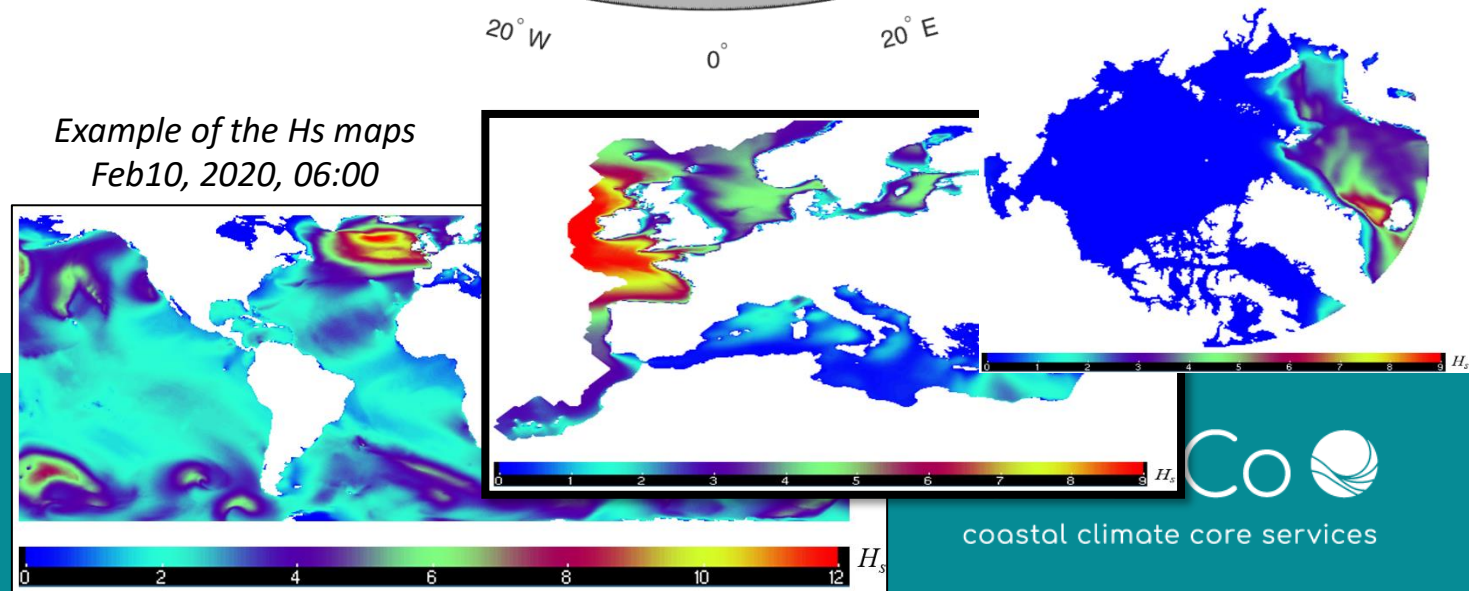 20° W
0°
20° E
Example of the Hs maps
Feb10, 2020, 06:00
0 1 2 3 4 5 6 7 8 9 Hs
0 1 2 3 4 5 6 7 8 9 Hs
Co
coastal climate core services
0 2 4 6 8 10 12 Hs